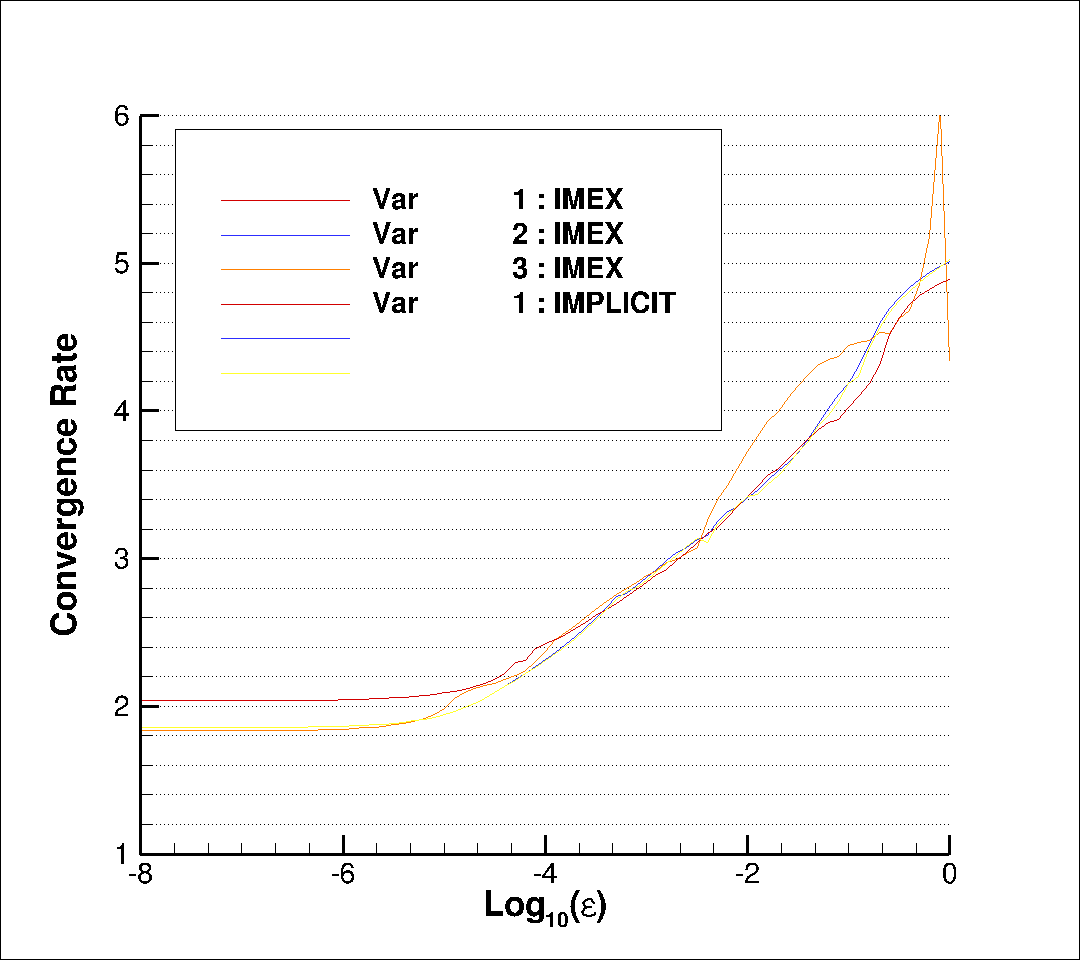 6
Var 1 : IMEX
Var 2 : IMEX
5
Var 3 : IMEX
Var 1 : IMPLICIT
4
Convergence Rate
3
2
1
-8 -6 -4 -2 0
Log10(ε)